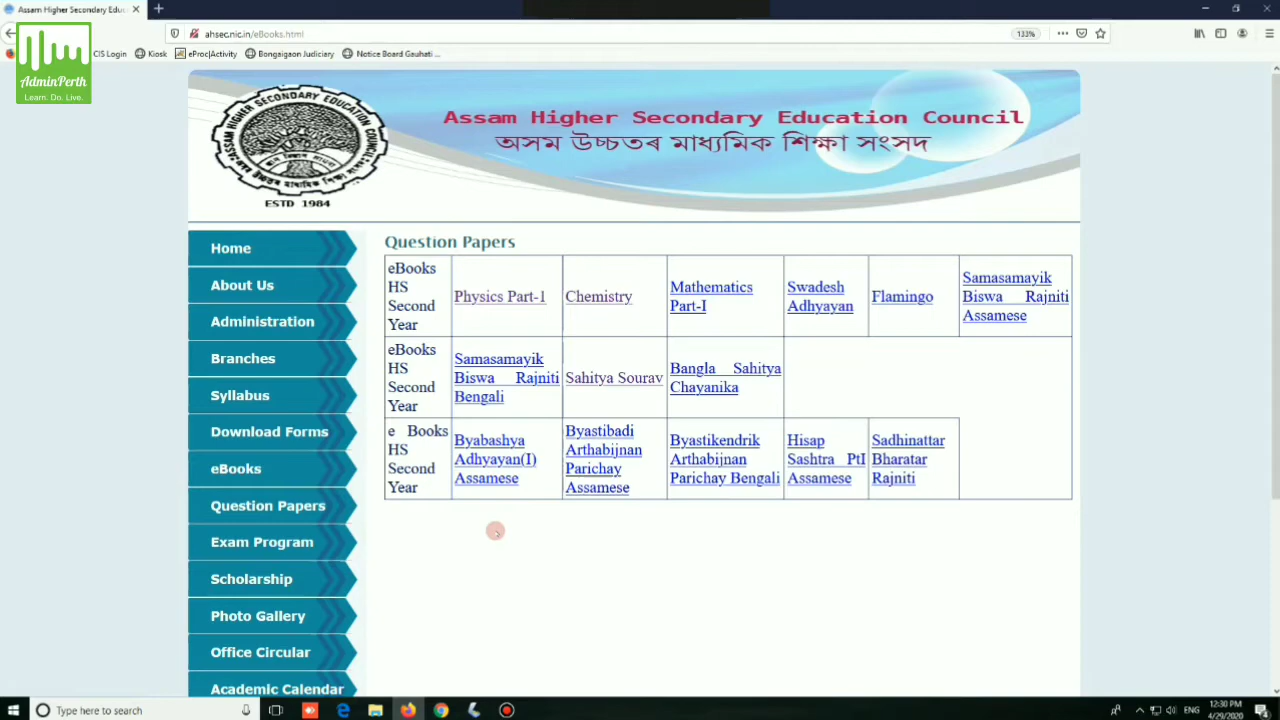 Assam Higher Secondary Educ
ahsec.nic.in/eBooks.html
133%
CIS Login
Kiosk
eProc|Activity
Bongaigaon Judiciary
Notice Board Gauhati ...
AdminPerth
Learn. Do. Live.
Assam Higher Secondary Education Council
অসম উচ্চতৰ মাধ্যমিক শিক্ষা সংসদ
ESTD 1984
Home
About Us
Administration
Branches
Syllabus
Download Forms
eBooks
Question Papers
Exam Program
Scholarship
Photo Gallery
Office Circular
Academic Calendar
Question Papers
eBooks
HS
Second
Year
Physics Part-1
Chemistry
Mathematics
Part-I
Swadesh
Adhyayan
Flamingo
Samasamayik
Biswa Rajniti
Assamese
eBooks
HS
Second
Year
Samasamayik
Biswa Rajniti
Bengali
Sahitya Sourav
Bangla Sahitya
Chayanika
e Books
HS
Second
Year
Byabashya
Adhyayan(I)
Assamese
Byastibadi
Arthabijnan
Parichay
Assamese
Byastikendrik
Arthabijnan
Parichay Bengali
Hisap
Sashtra PtI
Assamese
Sadhinattar
Bharatar
Rajniti
Type here to search
ENG
12:30 PM
4/29/2020